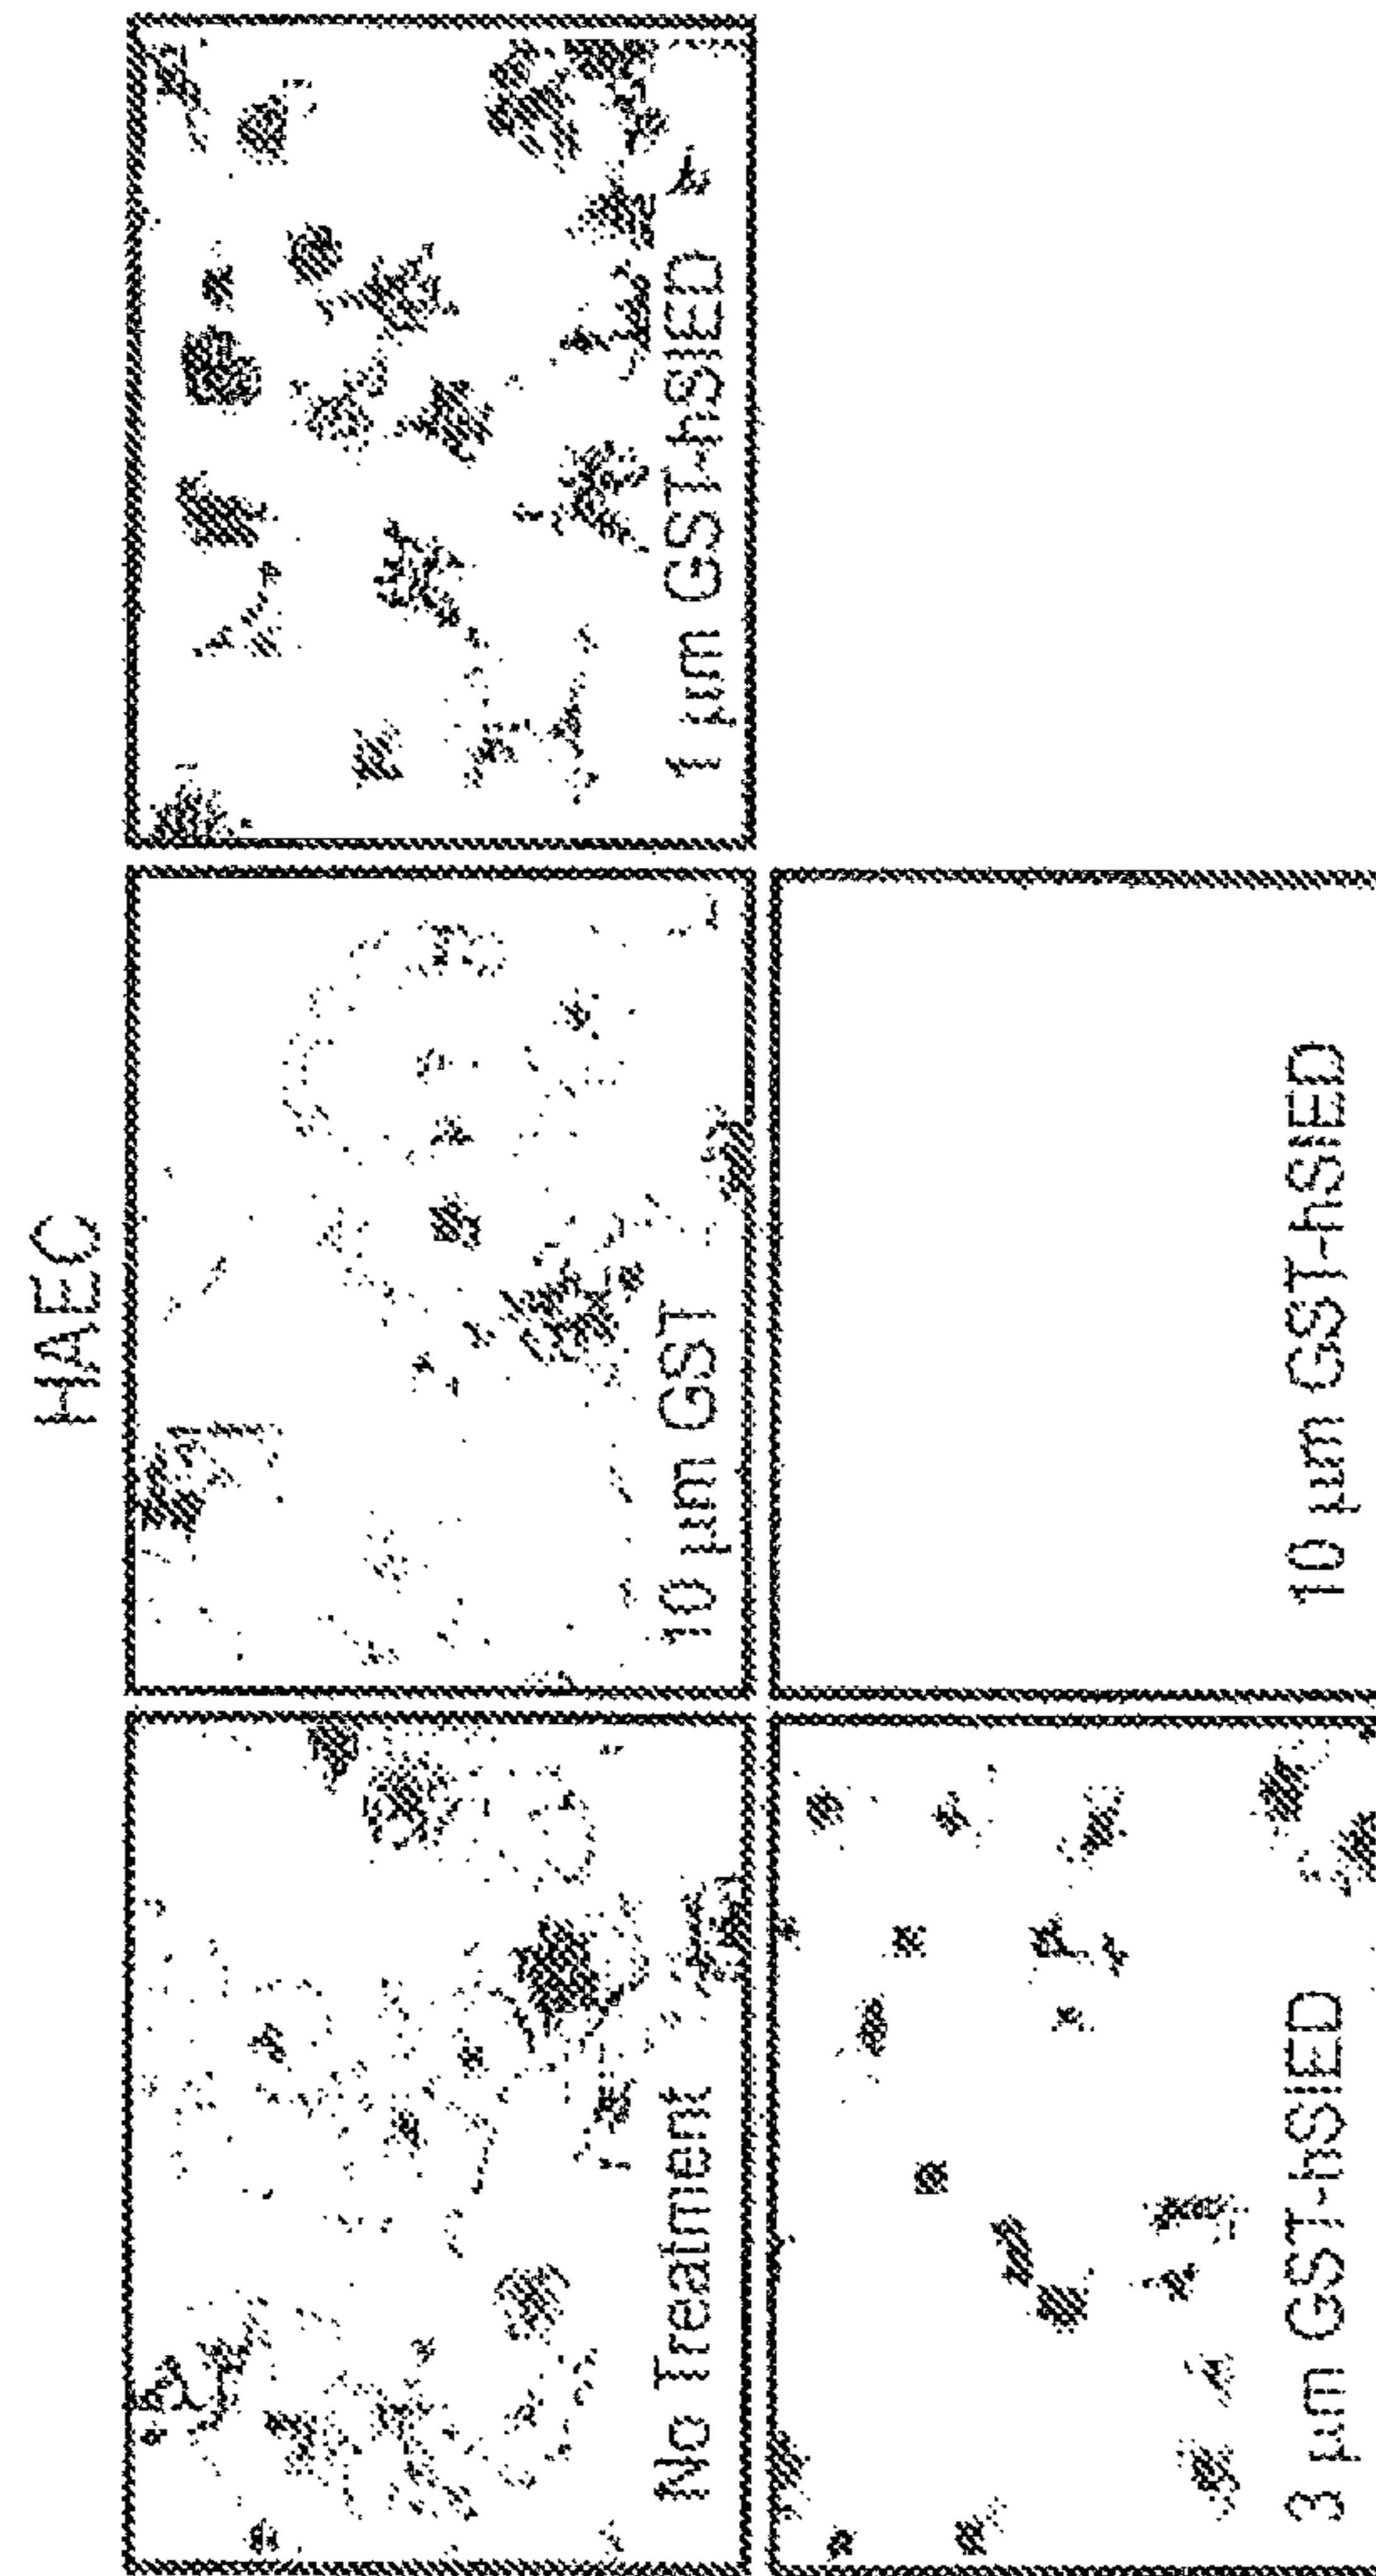 HAEC
No Treatment
10 µm GST
1 µm GST-hSIED
3 µm GST-hSIED
10 µm GST-hSIED